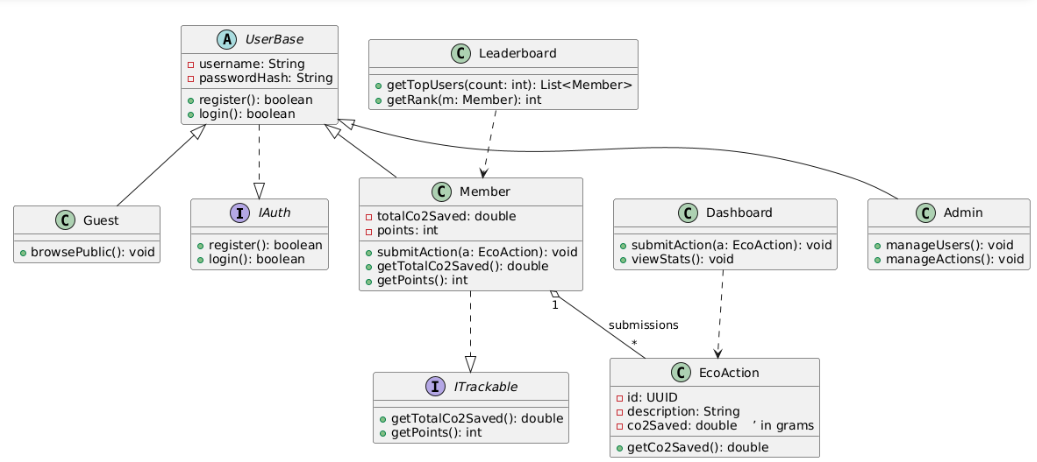 A UserBase
username: String
passwordHash: String
register(): boolean
login(): boolean
C Leaderboard
getTopUsers(count: int): List<Member>
getRank(m: Member): int
C Guest
browsePublic(): void
I IAuth
register(): boolean
login(): boolean
C Member
totalCo2Saved: double
points: int
submitAction(a: EcoAction): void
getTotalCo2Saved(): double
getPoints(): int
C Dashboard
submitAction(a: EcoAction): void
viewStats(): void
C Admin
manageUsers(): void
manageActions(): void
1
submissions
*
I ITrackable
getTotalCo2Saved(): double
getPoints(): int
C EcoAction
id: UUID
description: String
co2Saved: double ' in grams
getCo2Saved(): double